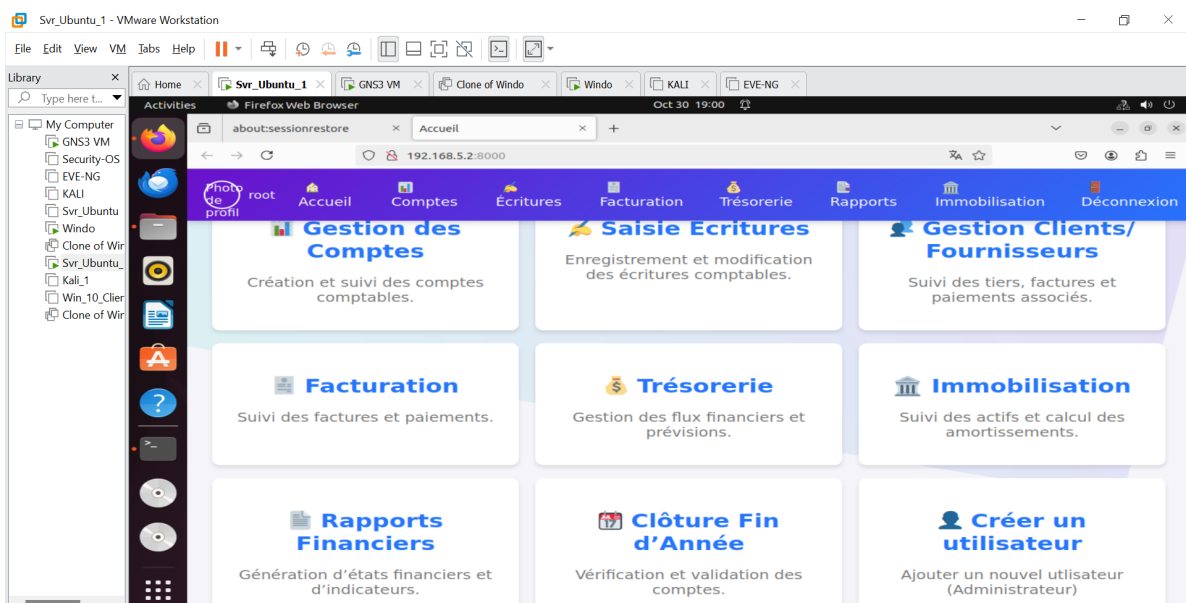 Svr_Ubuntu_1 - VMware Workstation
File Edit View VM Tabs Help
Library
Type here t...
My Computer
GNS3 VM
Security-OS
EVE-NG
KALI
Svr_Ubuntu
Windo
Clone of Wir
Svr_Ubuntu_
Kali_1
Win_10_Clier
Clone of Wir
Home Svr_Ubuntu_1 GNS3 VM Clone of Windo Windo KALI EVE-NG
Activities Firefox Web Browser Oct 30 19:00
about:sessionrestore Accueil
192.168.5.2:8000
Photo de profil root Accueil Comptes Écritures Facturation Trésorerie Rapports Immobilisation Déconnexion
Gestion des
Comptes
Création et suivi des comptes
comptables.
Saisie Écritures
Enregistrement et modification
des écritures comptables.
Gestion Clients/
Fournisseurs
Suivi des tiers, factures et
paiements associés.
Facturation
Suivi des factures et paiements.
Trésorerie
Gestion des flux financiers et
prévisions.
Immobilisation
Suivi des actifs et calcul des
amortissements.
Rapports
Financiers
Génération d’états financiers et
d’indicateurs.
Clôture Fin
d’Année
Vérification et validation des
comptes.
Créer un
utilisateur
Ajouter un nouvel utlisateur
(Administrateur)